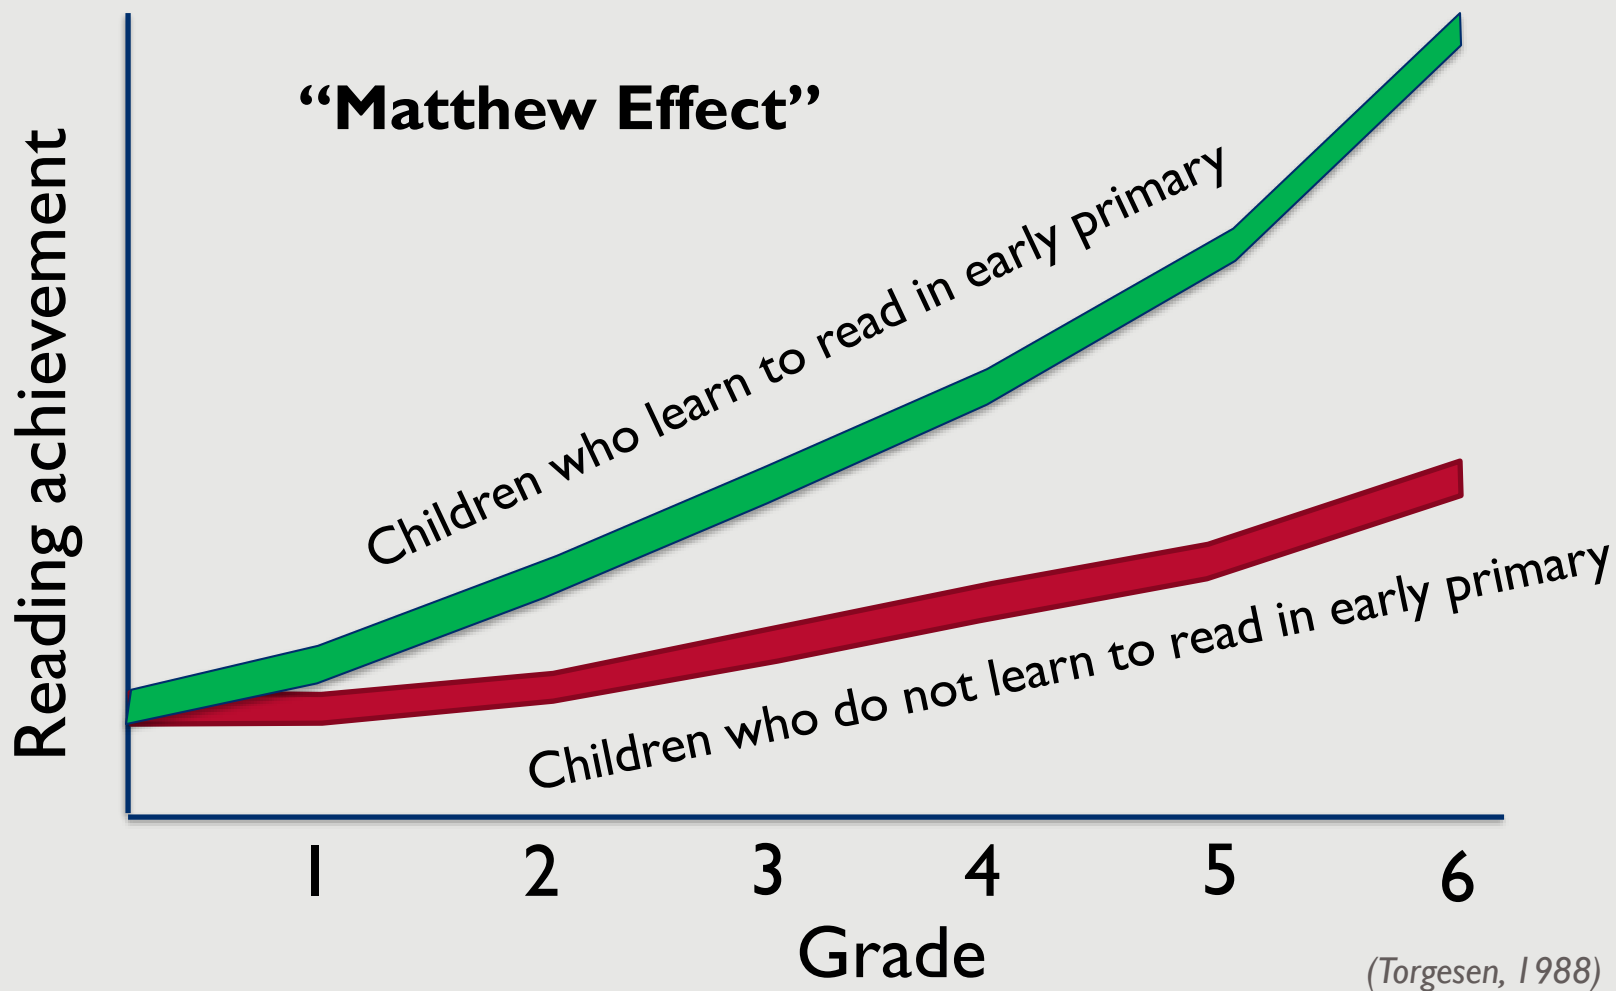 “Matthew Effect”
Reading achievement
Children who learn to read in early primary
Children who do not learn to read in early primary
1 2 3 4 5 6
Grade
(Torgesen, 1988)